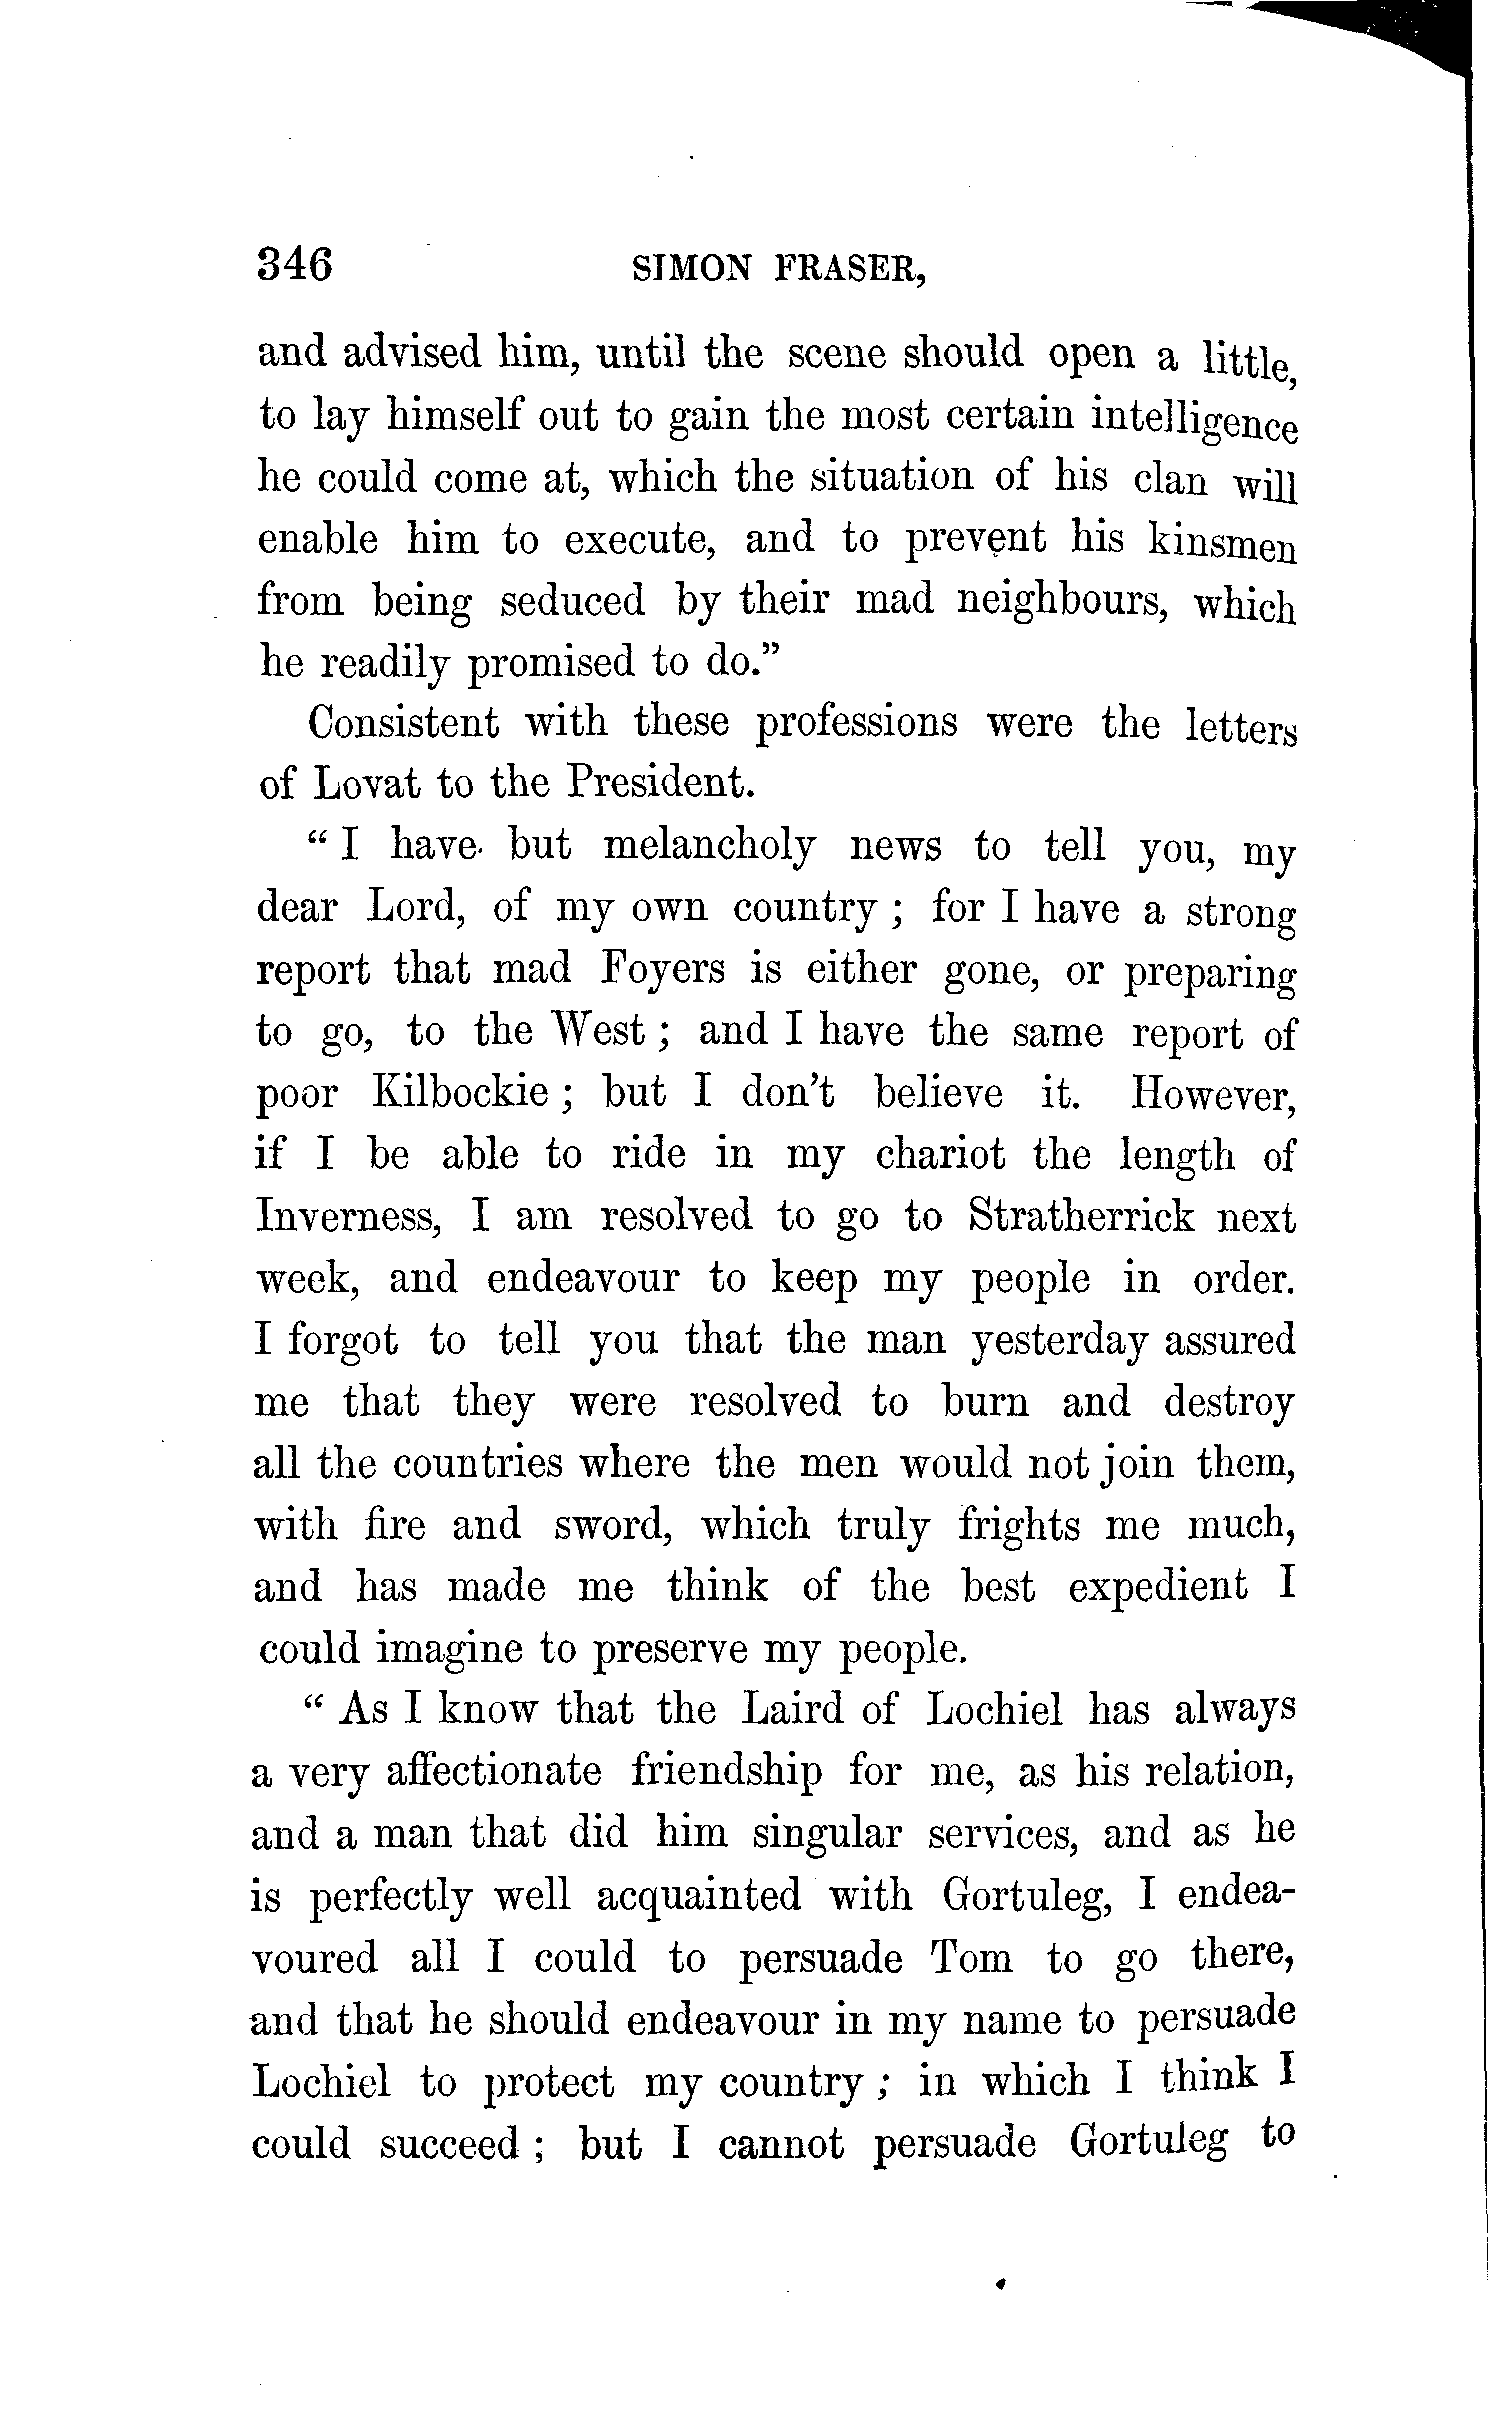 346 SIMON FRASER,
and advised him, until the scene should open a little,
to lay himself out to gain the most certain intelligence
he could come at, which the situation of his clan will
enable him to execute, and to prevent his kinsmen
from being seduced by their mad neighbours, which
he readily promised to do.”
Consistent with these professions were the letters
of Lovat to the President.
“ I have but melancholy news to tell you, my
dear Lord, of my own country ; for I have a strong
report that mad Foyers is either gone, or preparing
to go, to the West ; and I have the same report of
poor Kilbockie ; but I don’t believe it. However,
if I be able to ride in my chariot the length of
Inverness, I am resolved to go to Stratherrick next
week, and endeavour to keep my people in order.
I forgot to tell you that the man yesterday assured
me that they were resolved to burn and destroy
all the countries where the men would not join them,
with fire and sword, which truly frights me much,
and has made me think of the best expedient I
could imagine to preserve my people.
“ As I know that the Laird of Lochiel has always
a very affectionate friendship for me, as his relation,
and a man that did him singular services, and as he
is perfectly well acquainted with Gortuleg, I endea-
voured all I could to persuade Tom to go there,
and that he should endeavour in my name to persuade
Lochiel to protect my country ; in which I think I
could succeed ; but I cannot persuade Gortuleg to